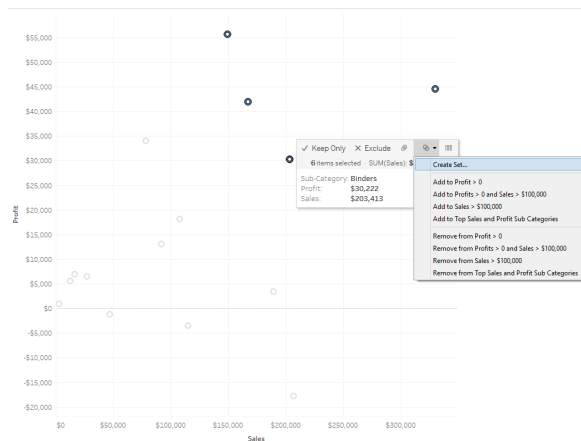 $55,000
$50,000
$45,000
$40,000
$35,000
$30,000
$25,000
$20,000
$15,000
$10,000
$5,000
$0
-$5,000
-$10,000
-$15,000
-$20,000
Profit
Keep Only Exclude
6 items selected · SUM(Sales): $
Sub-Category: Binders
Profit: $30,222
Sales: $203,413
Create Set...
Add to Profit > 0
Add to Profits > 0 and Sales > $100,000
Add to Sales > $100,000
Add to Top Sales and Profit Sub Categories
Remove from Profit > 0
Remove from Profits > 0 and Sales > $100,000
Remove from Sales > $100,000
Remove from Top Sales and Profit Sub Categories
$0 $50,000 $100,000 $150,000 $200,000 $250,000 $300,000
Sales